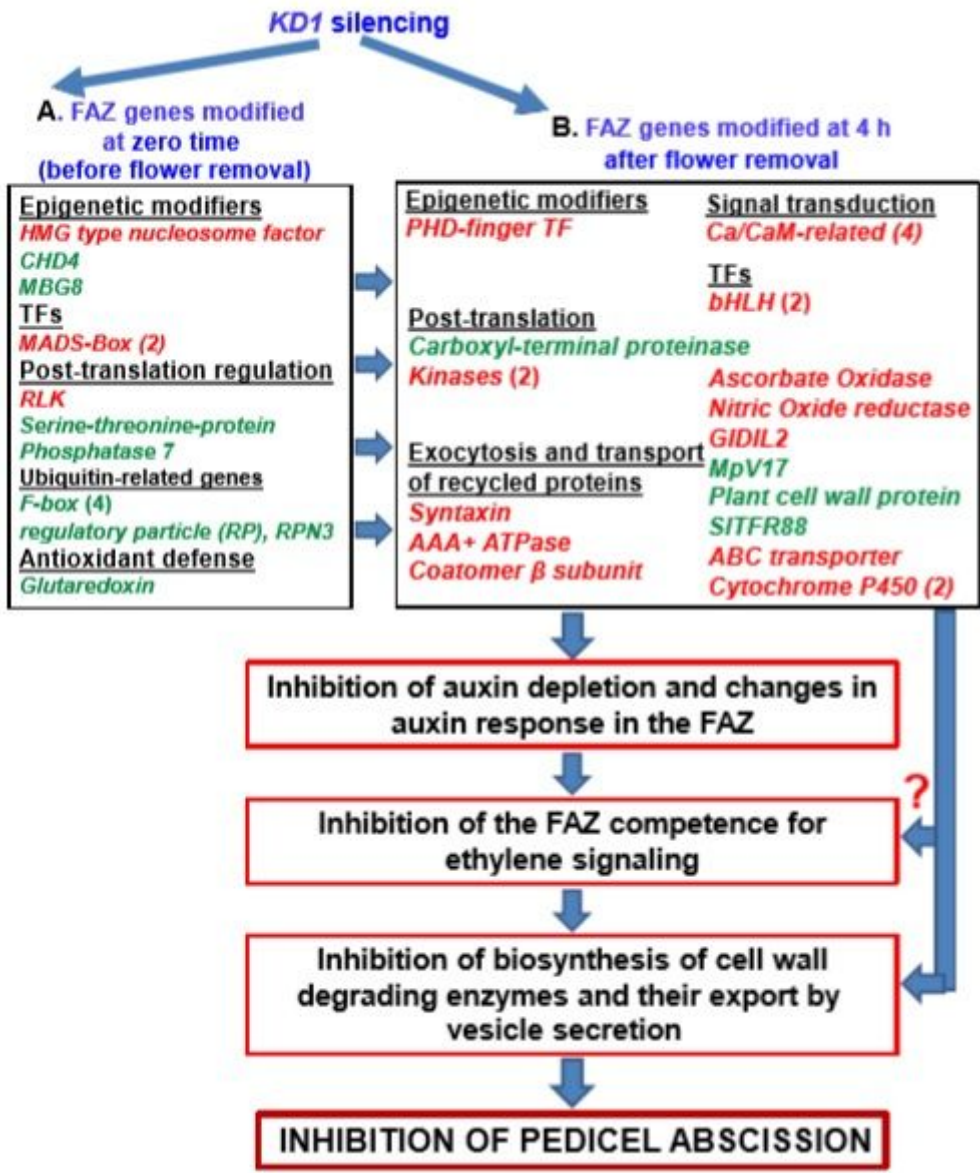 KD1 silencing
A. FAZ genes modified
at zero time
(before flower removal)
B. FAZ genes modified at 4 h
after flower removal
Epigenetic modifiers
HMG type nucleosome factor
CHD4
MBG8
TFs
MADS-Box (2)
Post-translation regulation
RLK
Serine-threonine-protein
Phosphatase 7
Ubiquitin-related genes
F-box (4)
regulatory particle (RP), RPN3
Antioxidant defense
Glutaredoxin
Epigenetic modifiers
PHD-finger TF
Post-translation
Carboxyl-terminal proteinase
Kinases (2)
Exocytosis and transport
of recycled proteins
Syntaxin
AAA+ ATPase
Coatomer β subunit
Signal transduction
Ca/CaM-related (4)
TFs
bHLH (2)
Ascorbate Oxidase
Nitric Oxide reductase
GIDIL2
MpV17
Plant cell wall protein
SlTFR88
ABC transporter
Cytochrome P450 (2)
Inhibition of auxin depletion and changes in
auxin response in the FAZ
?
Inhibition of the FAZ competence for
ethylene signaling
Inhibition of biosynthesis of cell wall
degrading enzymes and their export by
vesicle secretion
INHIBITION OF PEDICEL ABSCISSION